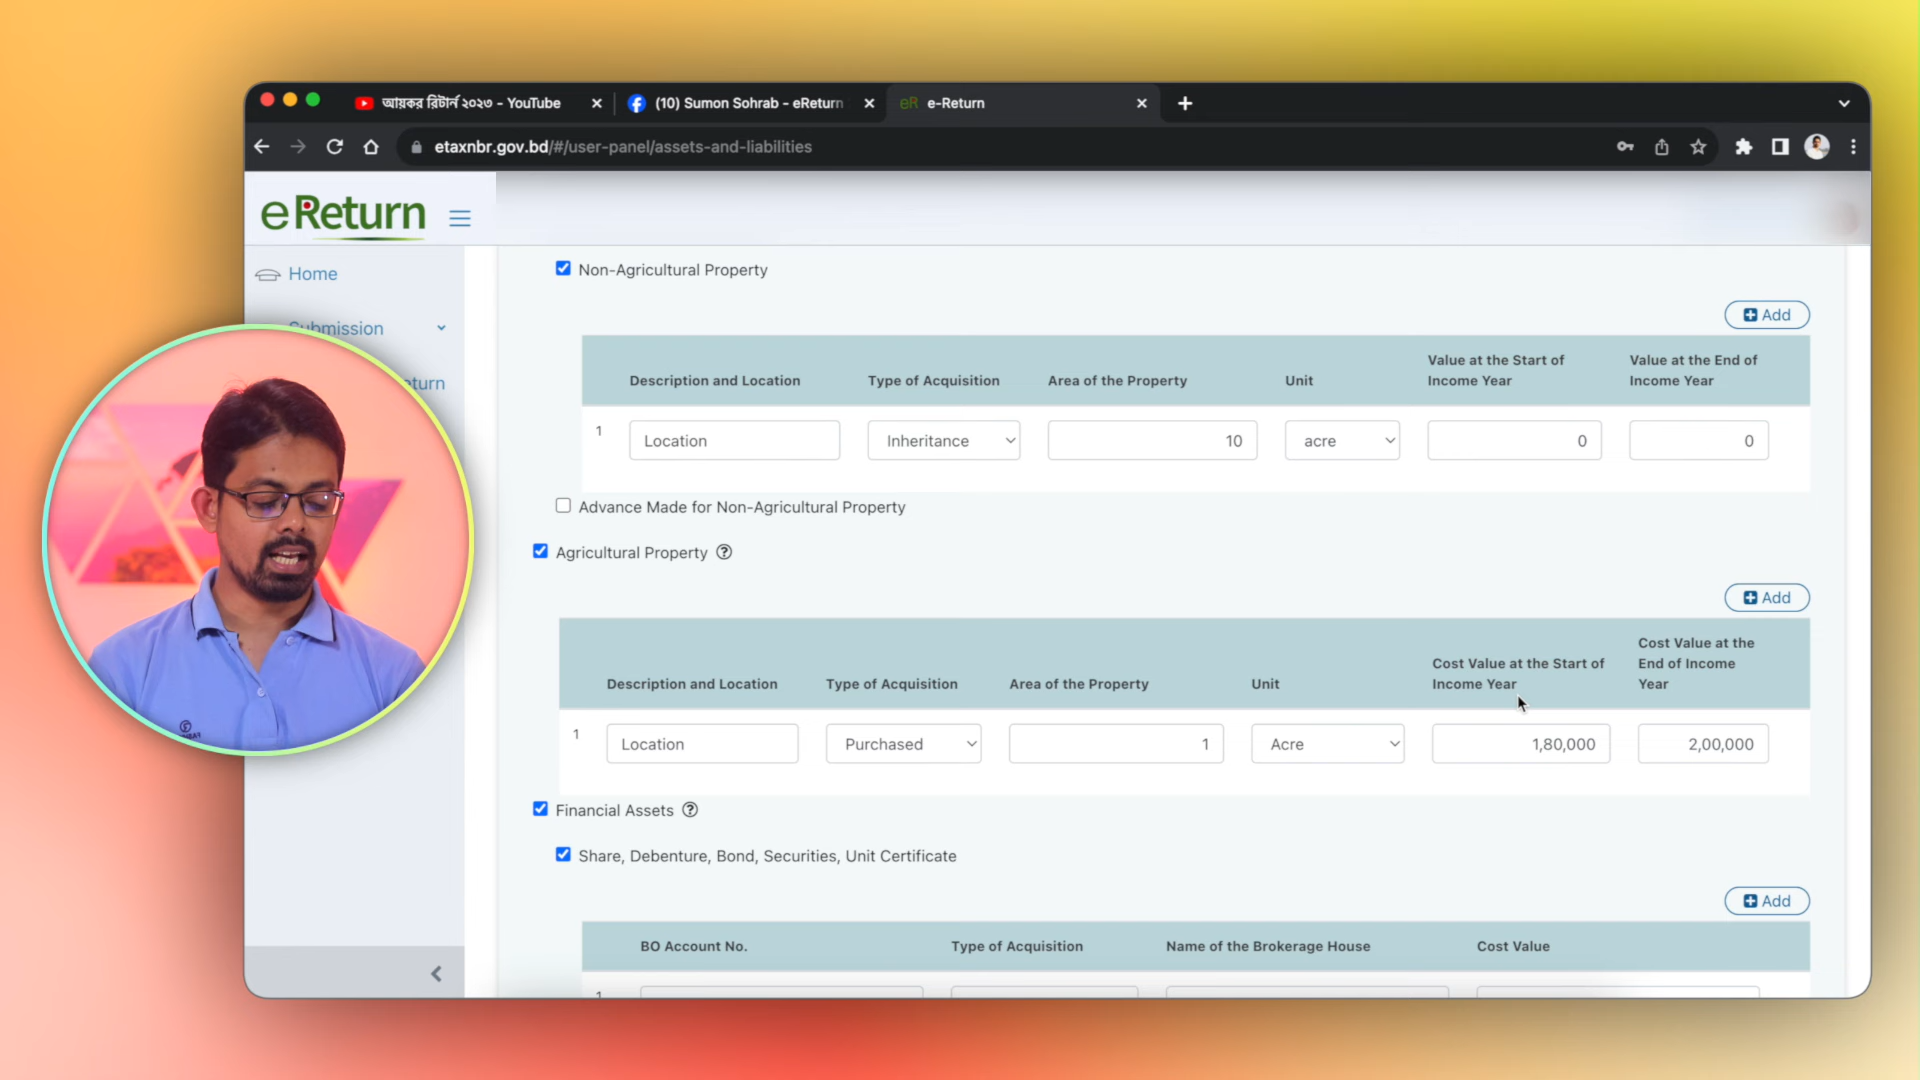 আয়কর রিটার্ন ২০২৩ - YouTube
(10) Sumon Sohrab - eReturn
eR e-Return
etaxnbr.gov.bd/#/user-panel/assets-and-liabilities
eReturn
Home
Submission
eturn
Non-Agricultural Property
Add
Description and Location Type of Acquisition Area of the Property Unit Value at the Start of Income Year Value at the End of Income Year
1 Location Inheritance 10 acre 0 0
Advance Made for Non-Agricultural Property
Agricultural Property
Add
Description and Location Type of Acquisition Area of the Property Unit Cost Value at the Start of Income Year Cost Value at the End of Income Year
1 Location Purchased 1 Acre 1,80,000 2,00,000
Financial Assets
Share, Debenture, Bond, Securities, Unit Certificate
Add
BO Account No. Type of Acquisition Name of the Brokerage House Cost Value
1